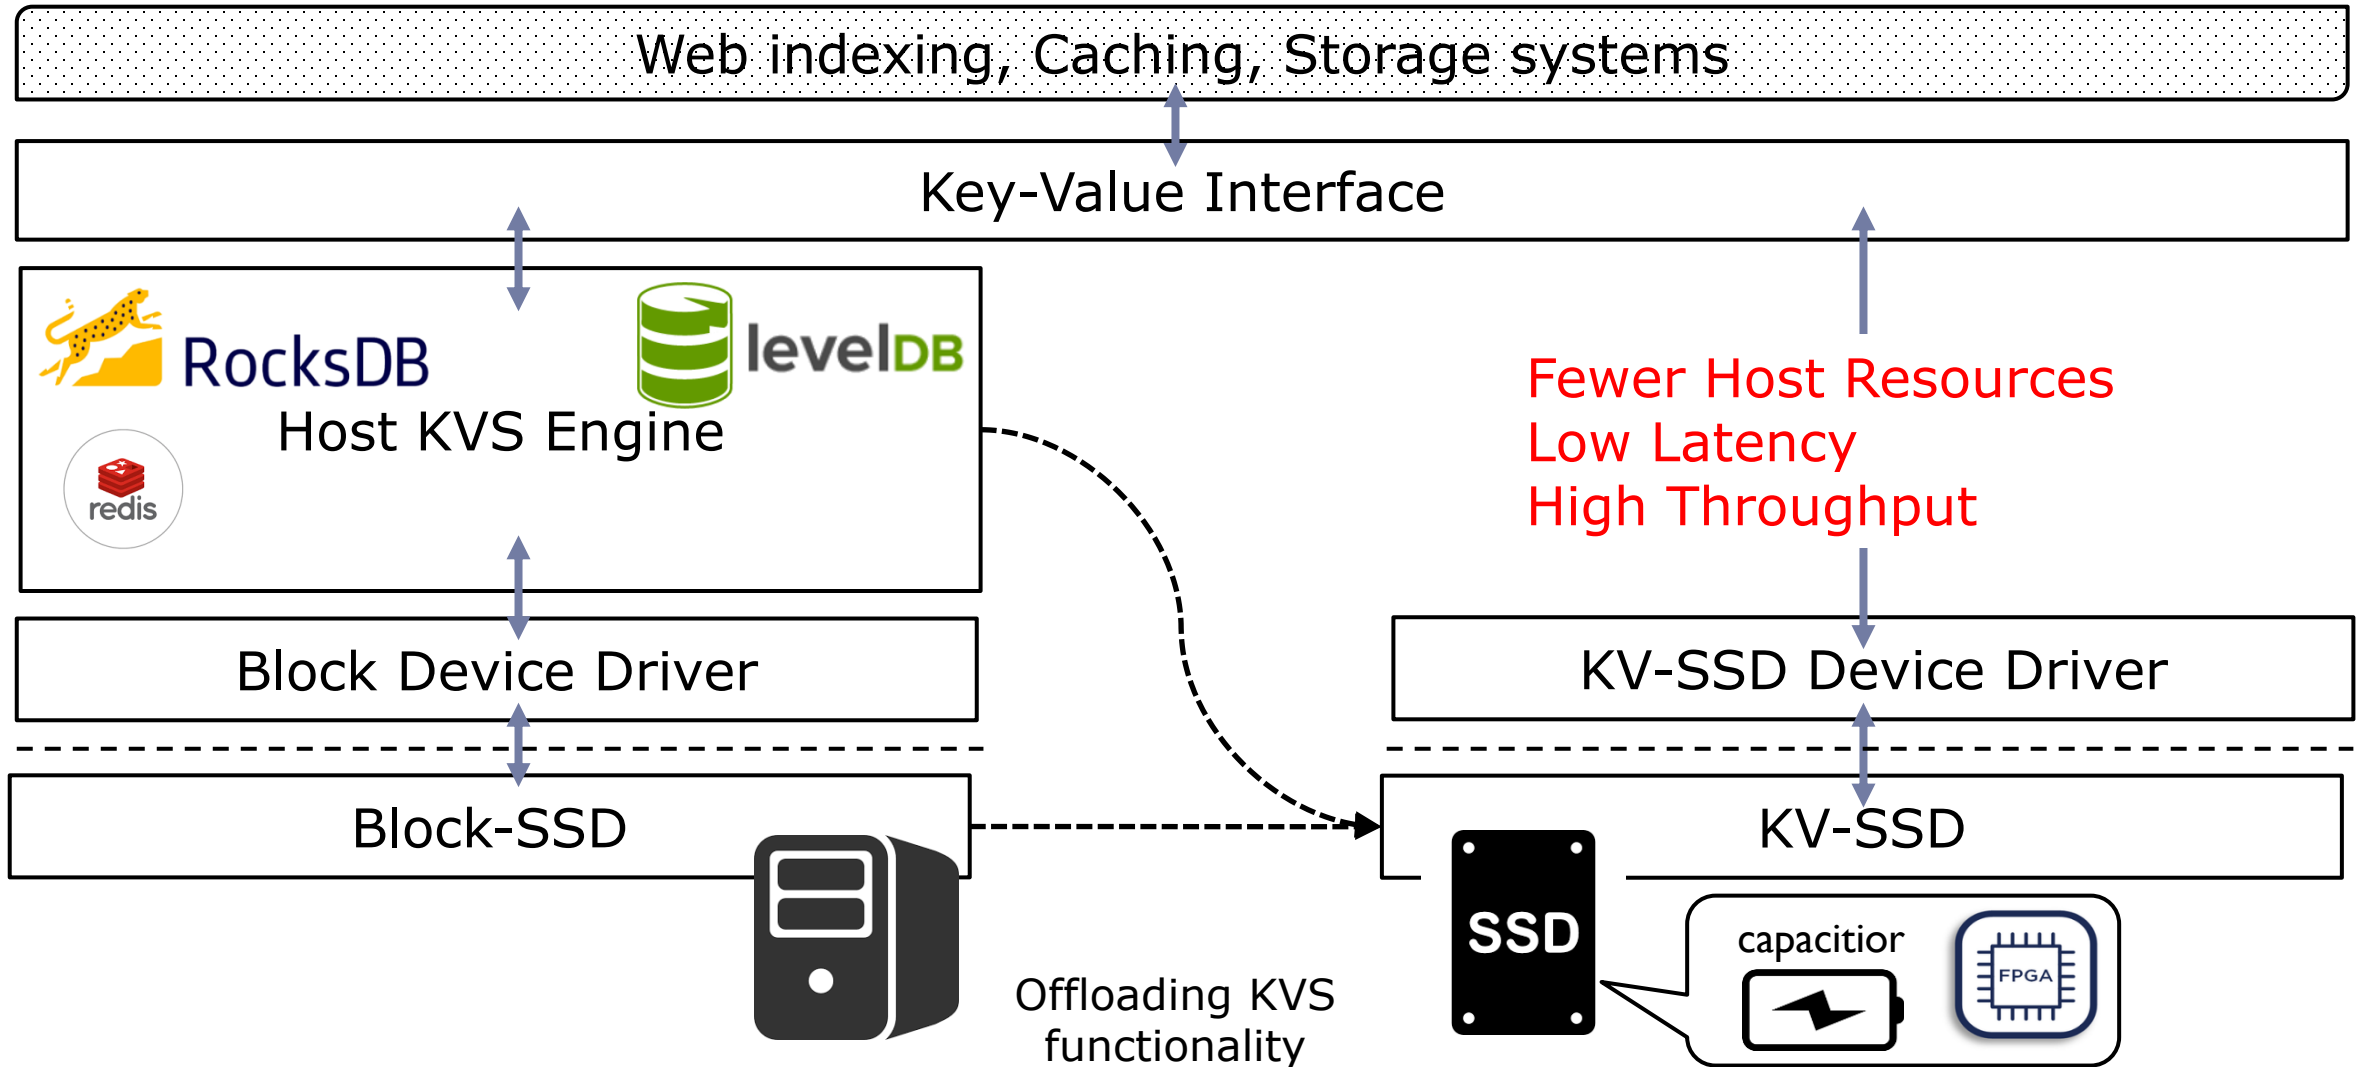 Web indexing, Caching, Storage systems
Key-Value Interface
RocksDB
levelDB
Host KVS Engine
redis
Fewer Host Resources
Low Latency
High Throughput
Block Device Driver
KV-SSD Device Driver
Block-SSD
KV-SSD
SSD
capacitior
FPGA
Offloading KVS
functionality